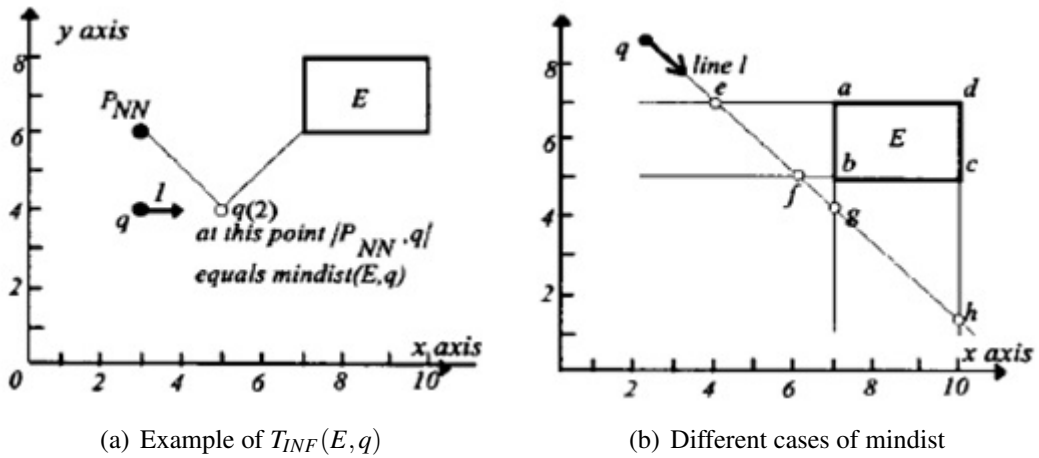 y axis
8
6
4
2
0
2
4
6
8
10
x axis
P_NN
E
q
1
q(2)
at this point |P_NN ,q|
equals mindist(E,q)
(a) Example of T_INF(E,q)
8
6
4
2
2
4
6
8
10
x axis
q
line l
e
a
d
E
b
c
f
g
h
(b) Different cases of mindist